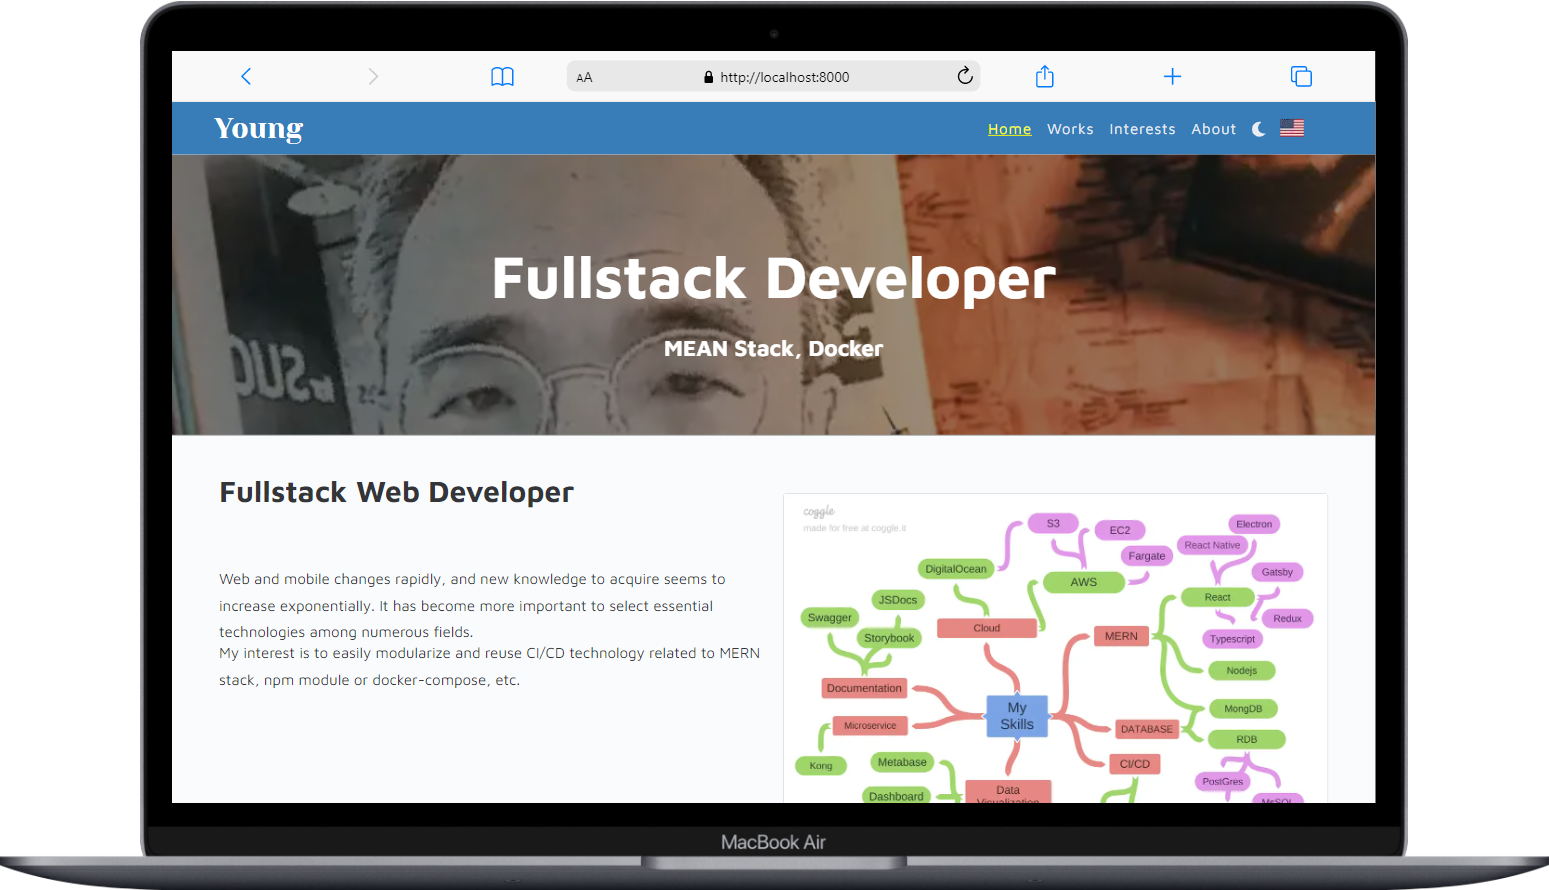 AA
http://localhost:8000
Young
Home Works Interests About
Fullstack Developer
MEAN Stack, Docker
Fullstack Web Developer
Web and mobile changes rapidly, and new knowledge to acquire seems to
increase exponentially. It has become more important to select essential
technologies among numerous fields.
My interest is to easily modularize and reuse CI/CD technology related to MERN
stack, npm module or docker-compose, etc.
coggle
made for free at coggle.it
S3
EC2
Electron
React Native
Fargate
DigitalOcean
AWS
Gatsby
JSDocs
React
Swagger
Redux
Cloud
Storybook
MERN
Typescript
Nodejs
Documentation
My
Skills
MongDB
Microservice
DATABASE
RDB
Kong
Metabase
CI/CD
PostGres
Dashboard
Data
Visualization
MySQL
MacBook Air